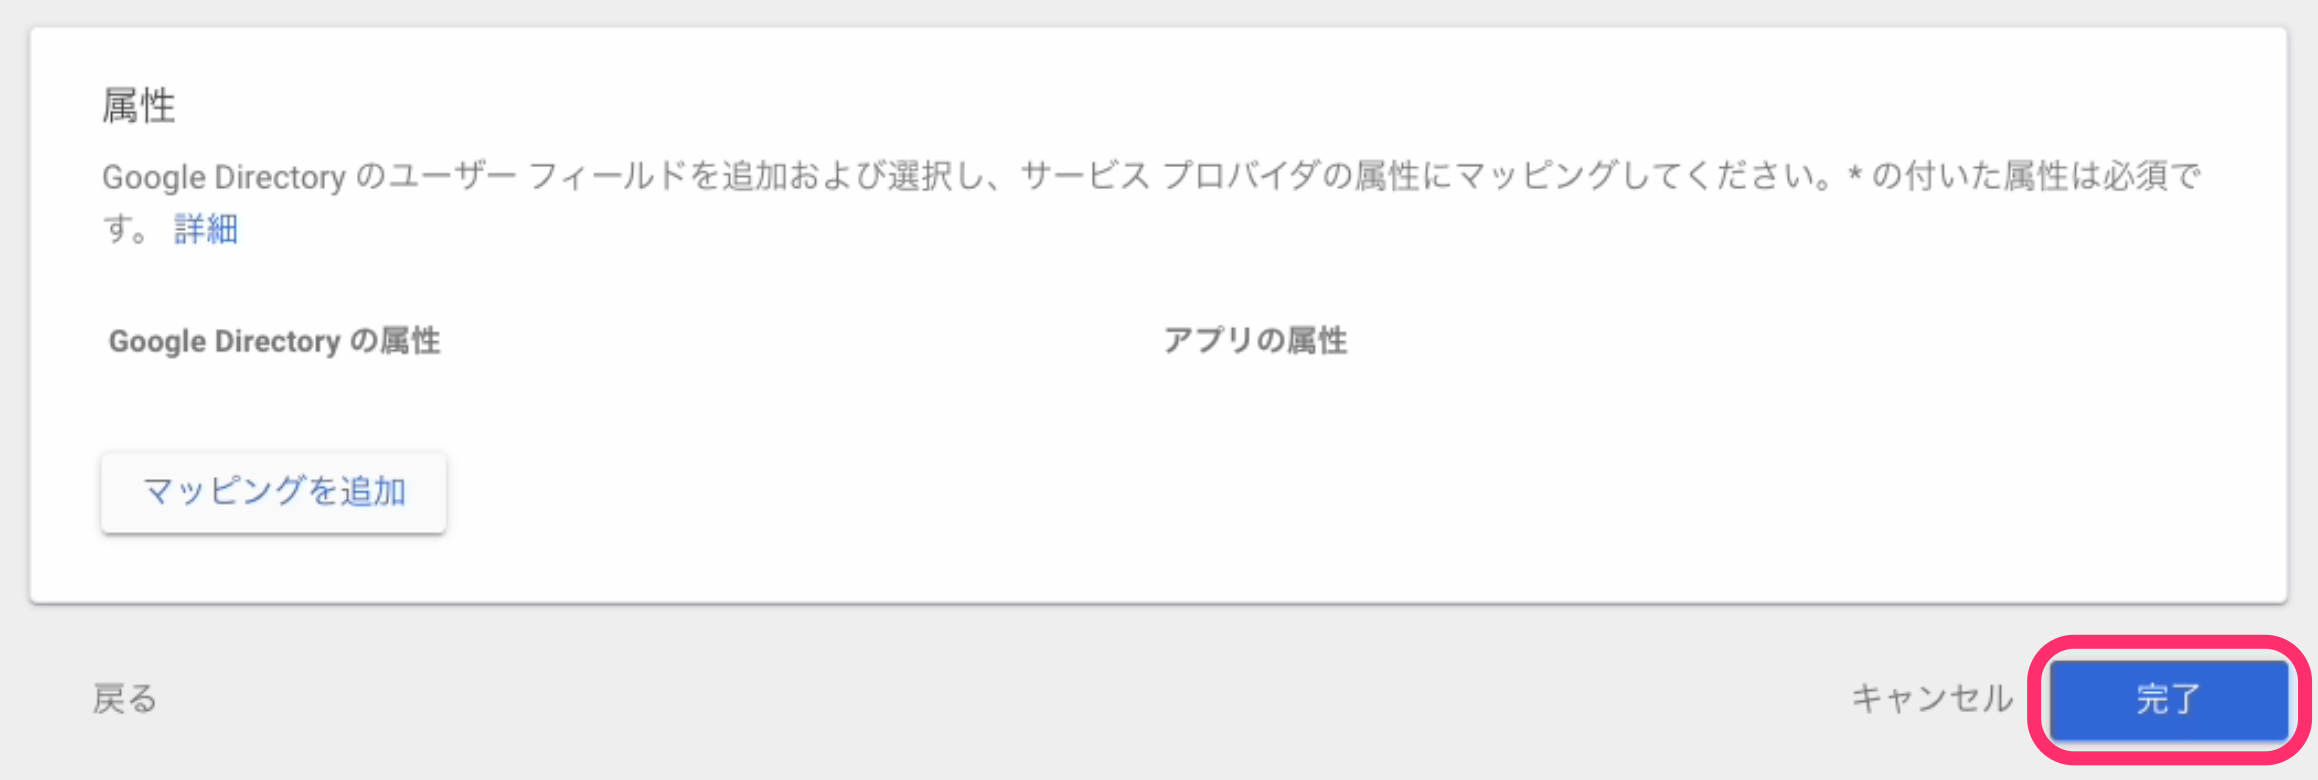 属性
Google Directory のユーザー フィールドを追加および選択し、サービス プロバイダの属性にマッピングしてください。* の付いた属性は必須で
す。 詳細
Google Directory の属性 アプリの属性
マッピングを追加
戻る キャンセル 完了